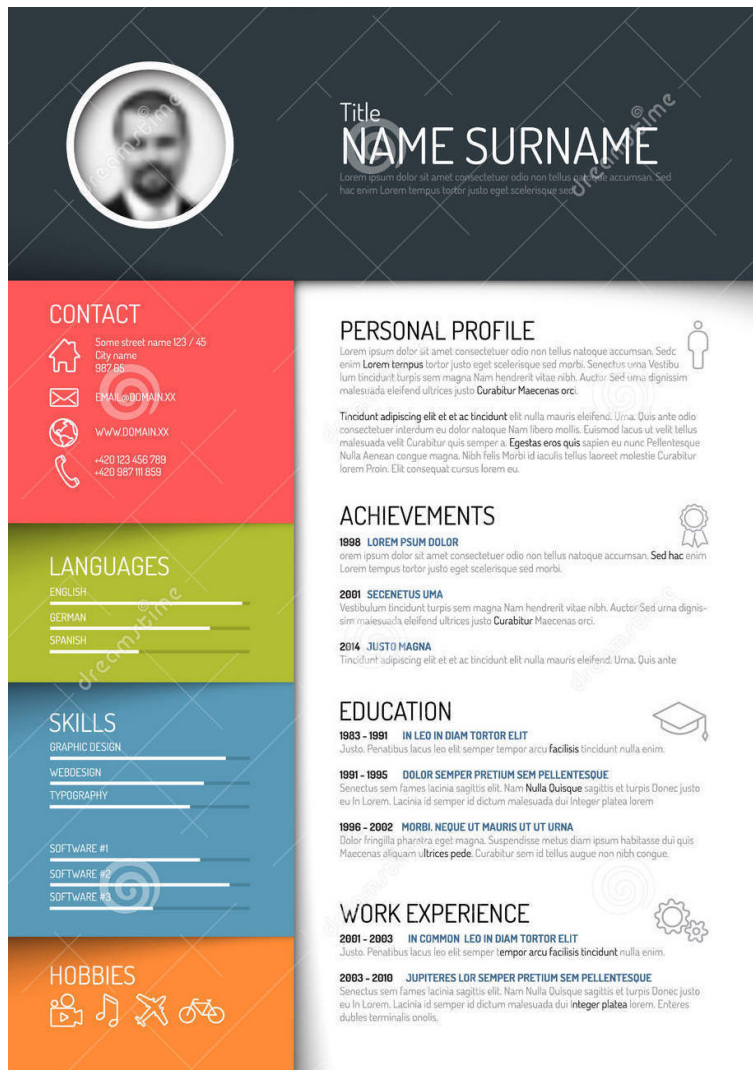 Title
NAME SURNAME
Lorem ipsum dolor sit amet consectetuer odio non tellus natoque accumsan. Sed
hac enim Lorem tempus tortor justo eget scelerisque sed
CONTACT
Some street name 123 / 45
City name
987 65
EMAIL@DOMAIN.XX
WWW.DOMAIN.XX
+420 123 456 789
+420 987 111 859
LANGUAGES
ENGLISH
GERMAN
SPANISH
SKILLS
GRAPHIC DESIGN
WEBDESIGN
TYPOGRAPHY
SOFTWARE #1
SOFTWARE #2
SOFTWARE #3
HOBBIES
PERSONAL PROFILE
Lorem ipsum dolor sit amet consectetuer odio non tellus natoque accumsan. Sedc
enim Lorem tempus tortor justo eget scelerisque sed morbi. Senectus urna Vestibu
lum tincidunt turpis sem magna Nam hendrerit vitae nibh. Auctor Sed urna dignissim
malesuada eleifend ultrices justo Curabitur Maecenas orci.
Tincidunt adipiscing elit et et ac tincidunt elit nulla mauris eleifend. Urna. Quis ante odio
consectetuer interdum eu dolor natoque Nam libero mollis. Euismod lacus ut velit tellus
malesuada velit Curabitur quis semper a. Egestas eros quis sapien eu nunc Pellentesque
Nulla Aenean congue magna. Nibh felis Morbi id iaculis tellus laoreet molestie Curabitur
lorem Proin. Elit consequat cursus lorem eu.
ACHIEVEMENTS
1998 LOREM PSUM DOLOR
orem ipsum dolor sit amet consectetuer odio non tellus natoque accumsan. Sed hac enim
Lorem tempus tortor justo eget scelerisque sed morbi.
2001 SECENETUS UMA
Vestibulum tincidunt turpis sem magna Nam hendrerit vitae nibh. Auctor Sed urna dignis-
sim malesuada eleifend ultrices justo Curabitur Maecenas orci.
2014 JUSTO MAGNA
Tincidunt adipiscing elit et et ac tincidunt elit nulla mauris eleifend. Urna. Quis ante
EDUCATION
1983 - 1991 IN LEO IN DIAM TORTOR ELIT
Justo. Penatibus lacus leo elit semper tempor arcu facilisis tincidunt nulla enim.
1991 - 1995 DOLOR SEMPER PRETIUM SEM PELLENTESQUE
Senectus sem fames lacinia sagittis elit. Nam Nulla Quisque sagittis et turpis Donec justo
eu In Lorem. Lacinia id semper id dictum malesuada dui Integer platea lorem
1996 - 2002 MORBI. NEQUE UT MAURIS UT UT URNA
Dolor fringilla pharetra eget magna. Suspendisse metus diam ipsum habitasse dui quis
Maecenas aliquam ultrices pede. Curabitur sem id tellus augue non nibh congue.
WORK EXPERIENCE
2001 - 2003 IN COMMON LEO IN DIAM TORTOR ELIT
Justo. Penatibus lacus leo elit semper tempor arcu facilisis tincidunt nulla enim.
2003 - 2010 JUPITERES LOR SEMPER PRETIUM SEM PELLENTESQUE
Senectus sem fames lacinia sagittis elit. Nam Nulla Quisque sagittis et turpis Donec justo
eu In Lorem. Lacinia id semper id dictum malesuada dui Integer platea lorem. Enteres
dubles terminalis onolis.
dreamstime
dreamstime
dreamstime